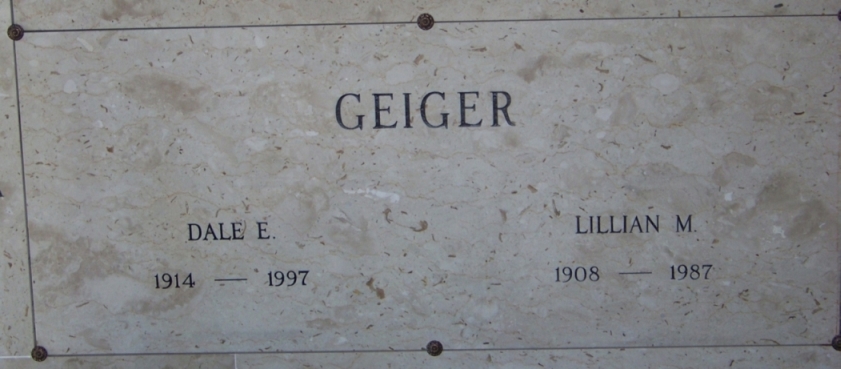 GEIGER
DALE E.
LILLIAN M.
1914 — 1997
1908 — 1987